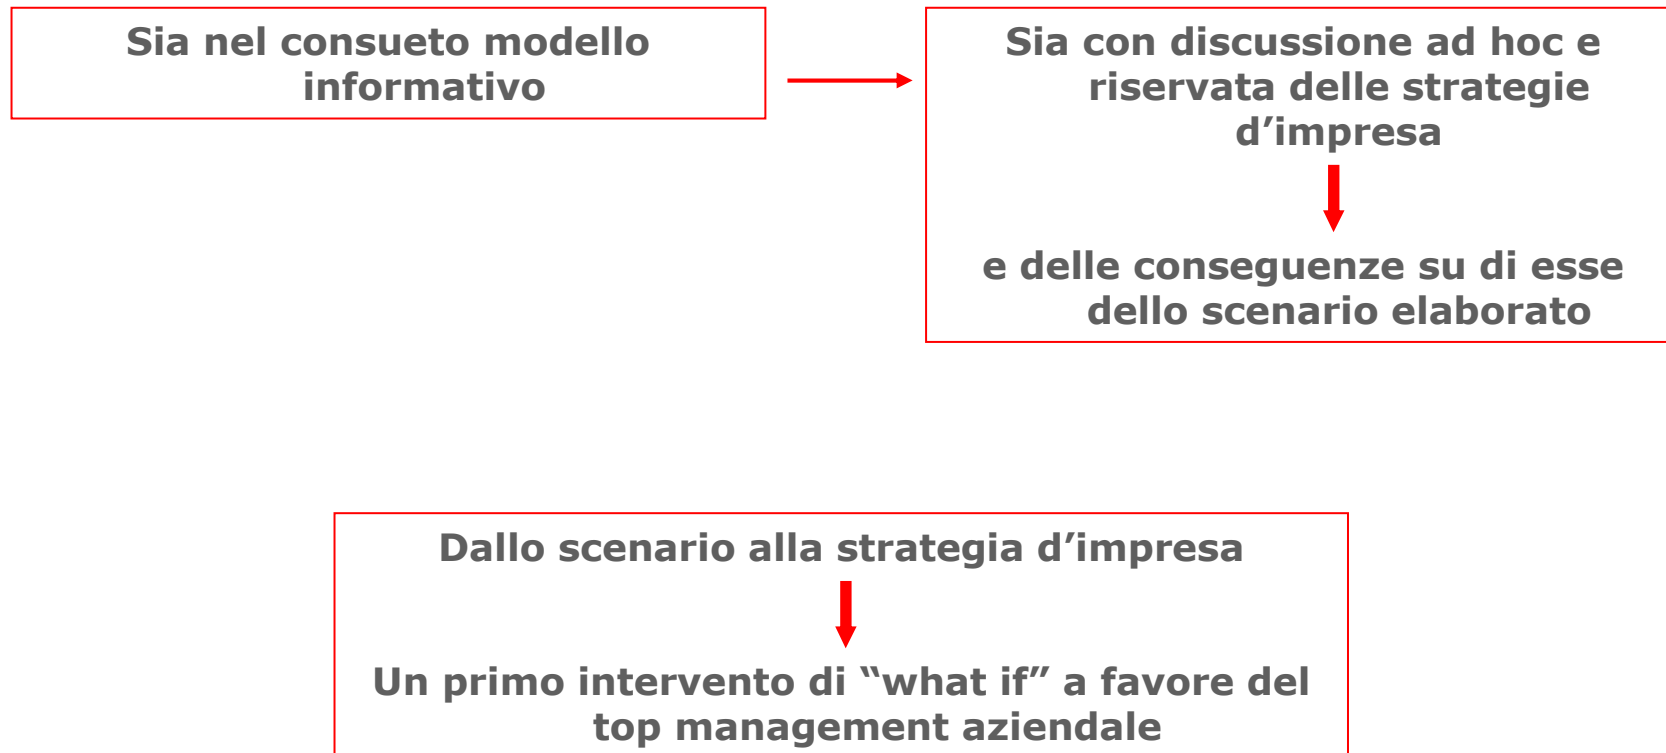 Sia nel consueto modello
informativo
Sia con discussione ad hoc e
riservata delle strategie
d’impresa
e delle conseguenze su di esse
dello scenario elaborato
Dallo scenario alla strategia d’impresa
Un primo intervento di “what if” a favore del
top management aziendale